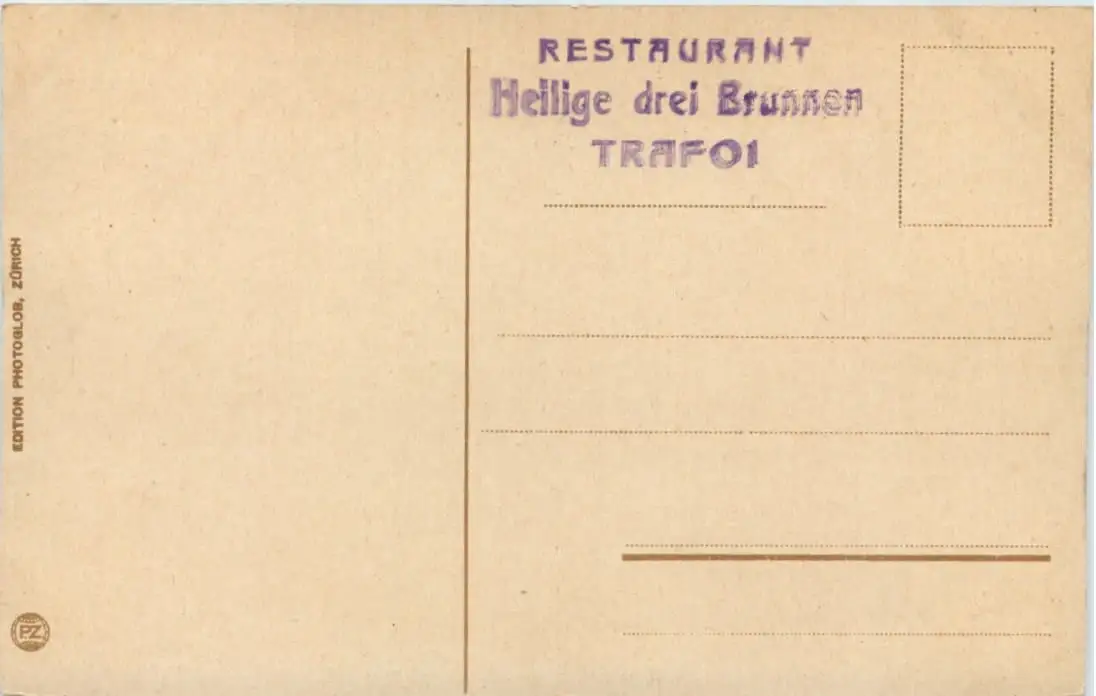 RESTAURANT
Heilige drei Brunnen
TRAFOI
EDITION PHOTOGLOB, ZÜRICH
PZ